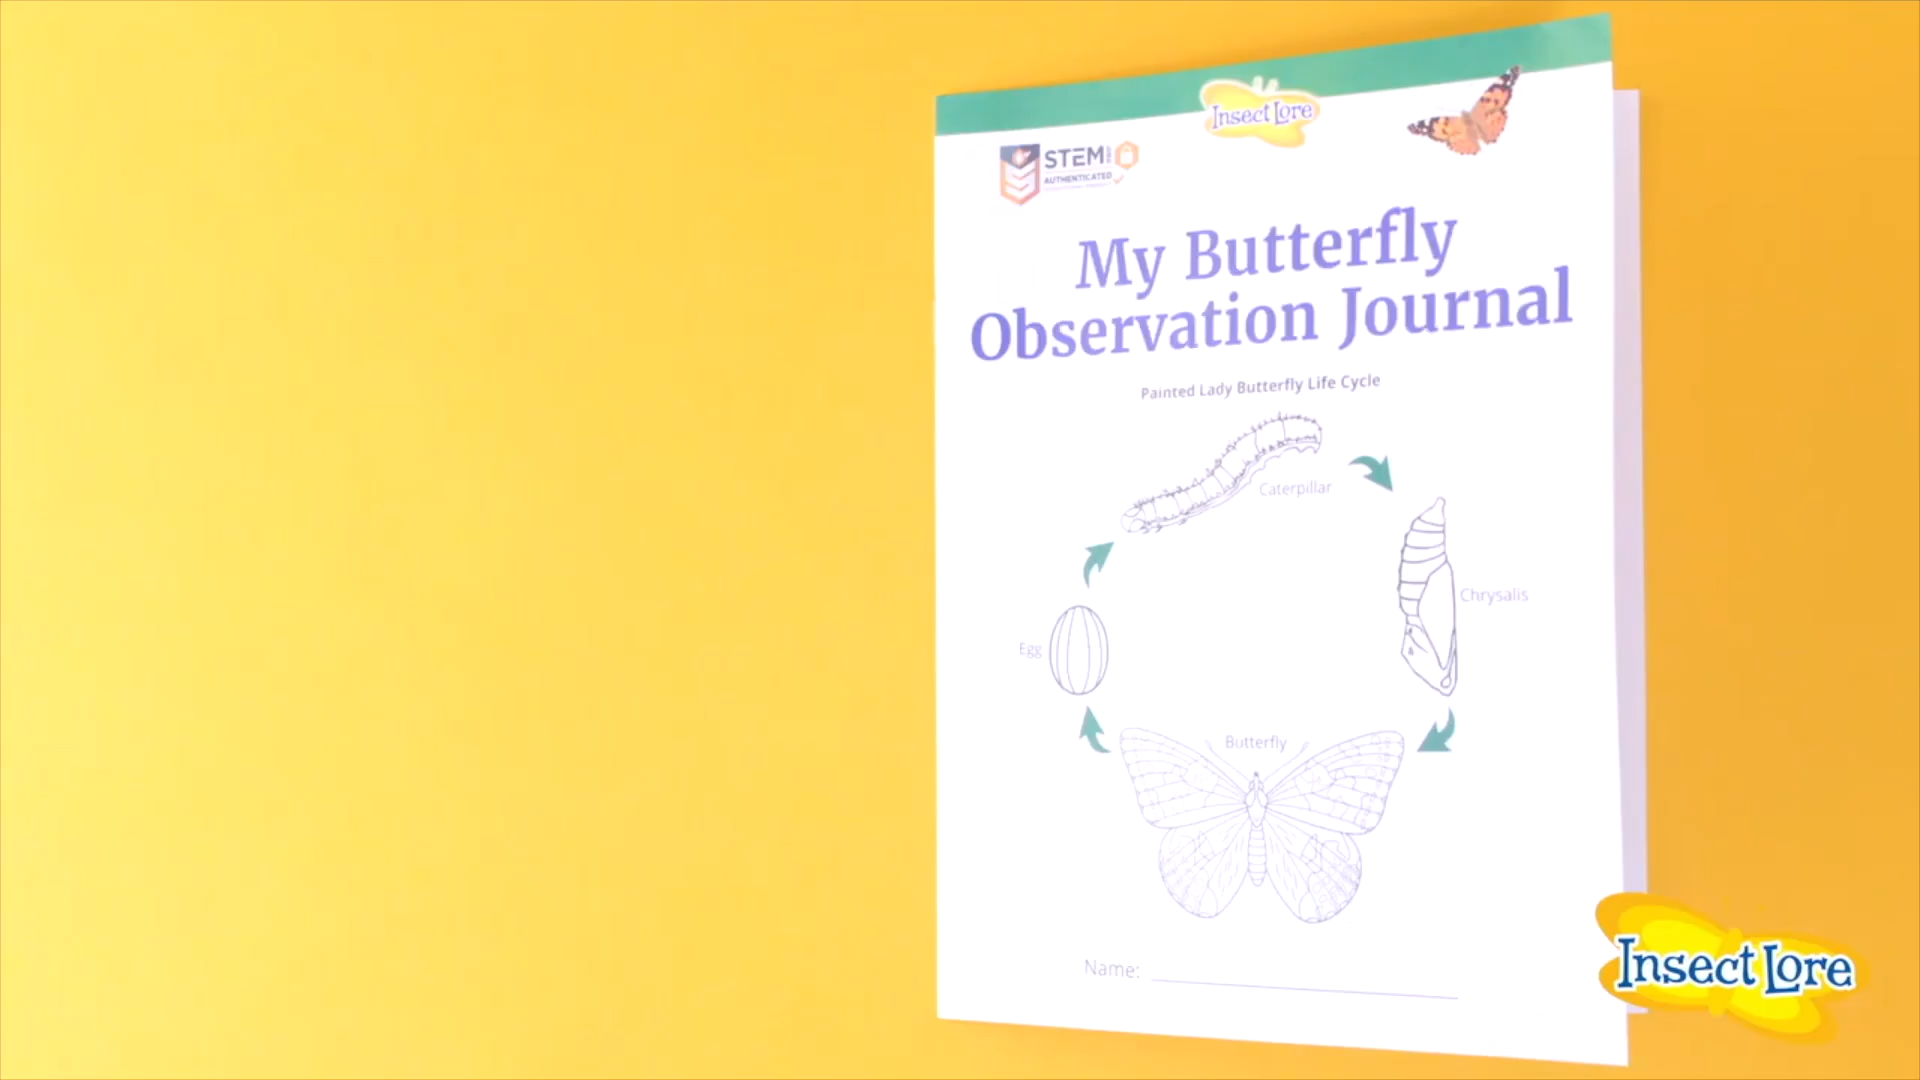 Insect Lore
STEM
AUTHENTICATED
My Butterfly
Observation Journal
Painted Lady Butterfly Life Cycle
Caterpillar
Chrysalis
Egg
Butterfly
Name:
Insect Lore